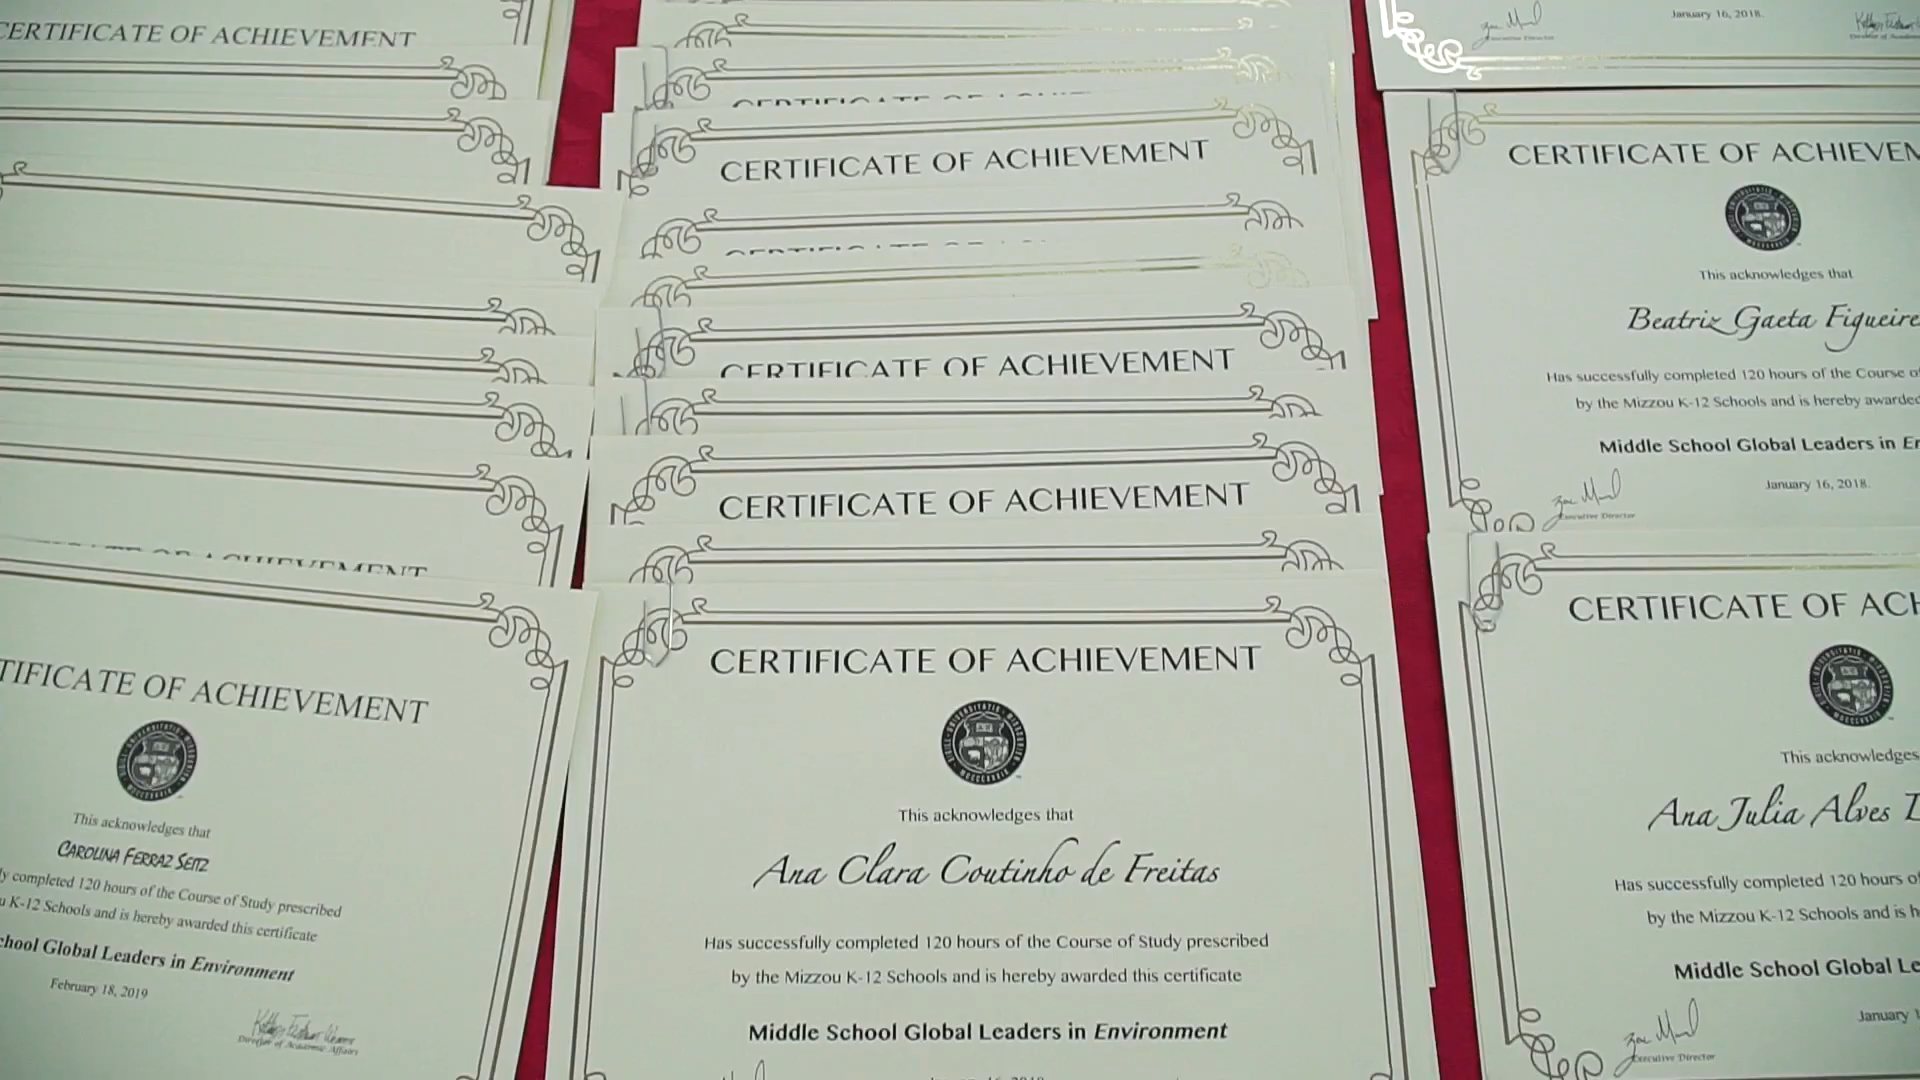 CERTIFICATE OF ACHIEVEMENT
CERTIFICATE OF ACHIEVEMENT
This acknowledges that
CAROLINA FERRAZ SEITZ
completed 120 hours of the Course of Study prescribed
K-12 Schools and is hereby awarded this certificate
Global Leaders in Environment
February 18, 2019
Director of Academic Affairs
CERTIFICATE OF ACHIEVEMENT
CERTIFICATE OF ACHIEVEMENT
CERTIFICATE OF ACHIEVEMENT
CERTIFICATE OF ACHIEVEMENT
This acknowledges that
Ana Clara Coutinho de Freitas
Has successfully completed 120 hours of the Course of Study prescribed
by the Mizzou K-12 Schools and is hereby awarded this certificate
Middle School Global Leaders in Environment
January 16, 2018.
Executive Director
CERTIFICATE OF ACHIEVEM
This acknowledges that
Beatriz Gaeta Figueire
Has successfully completed 120 hours of the Course o
by the Mizzou K-12 Schools and is hereby awarded
Middle School Global Leaders in En
January 16, 2018.
Executive Director
CERTIFICATE OF ACH
This acknowledges
Ana Julia Alves
Has successfully completed 120 hours o
by the Mizzou K-12 Schools and is h
Middle School Global Le
January 1
Executive Director